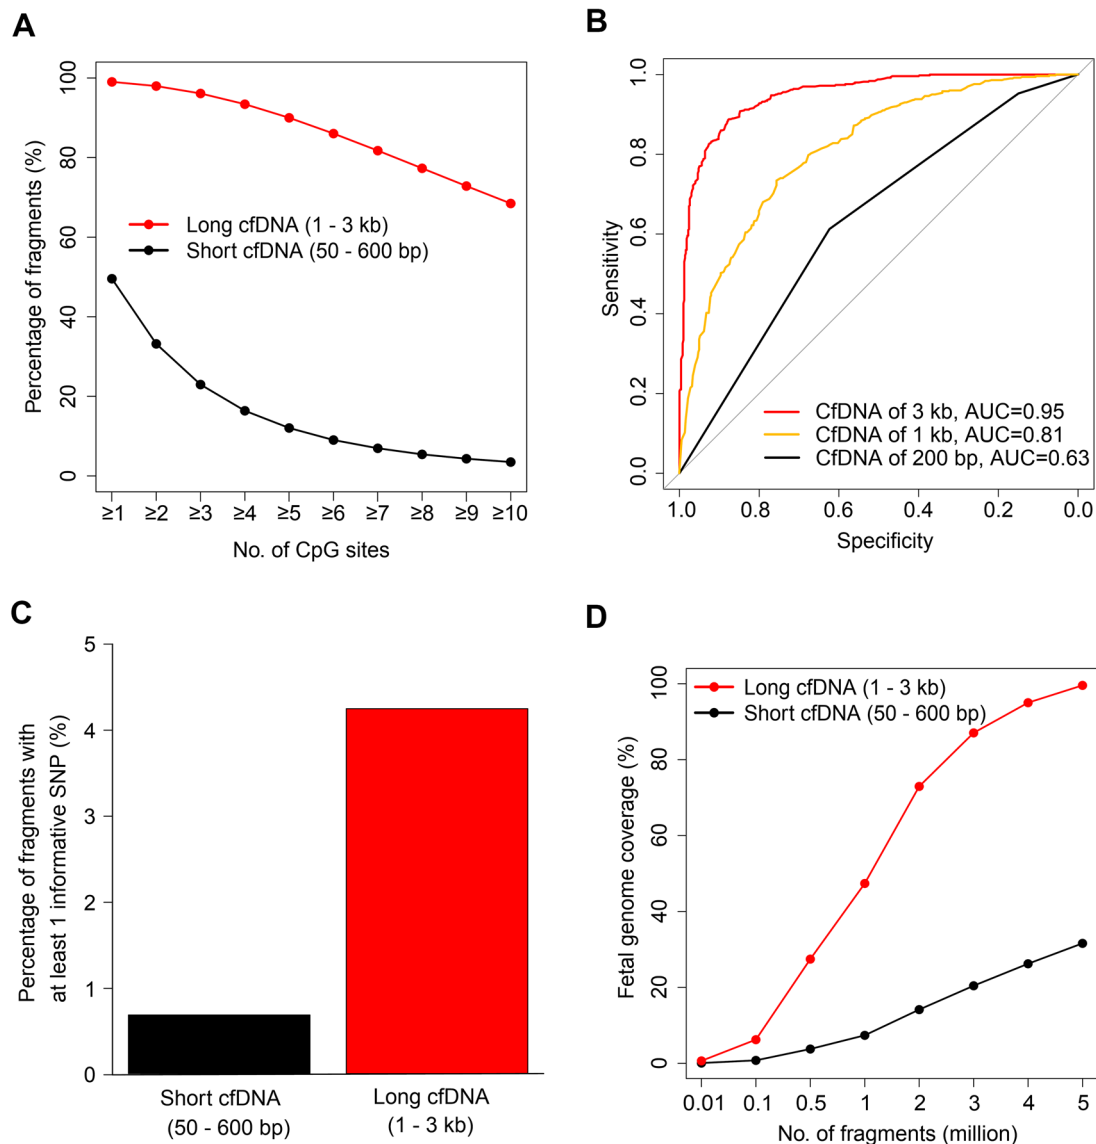 A
Percentage of fragments (%)
100
80
60
40
20
0
Long cfDNA (1 - 3 kb)
Short cfDNA (50 - 600 bp)
≥1 ≥2 ≥3 ≥4 ≥5 ≥6 ≥7 ≥8 ≥9 ≥10
No. of CpG sites
B
Sensitivity
1.0
0.8
0.6
0.4
0.2
0.0
CfDNA of 3 kb, AUC=0.95
CfDNA of 1 kb, AUC=0.81
CfDNA of 200 bp, AUC=0.63
1.0 0.8 0.6 0.4 0.2 0.0
Specificity
C
Percentage of fragments with
at least 1 informative SNP (%)
5
4
3
2
1
0
Short cfDNA
(50 - 600 bp)
Long cfDNA
(1 - 3 kb)
D
Fetal genome coverage (%)
100
80
60
40
20
0
Long cfDNA (1 - 3 kb)
Short cfDNA (50 - 600 bp)
0.01 0.1 0.5 1 2 3 4 5
No. of fragments (million)